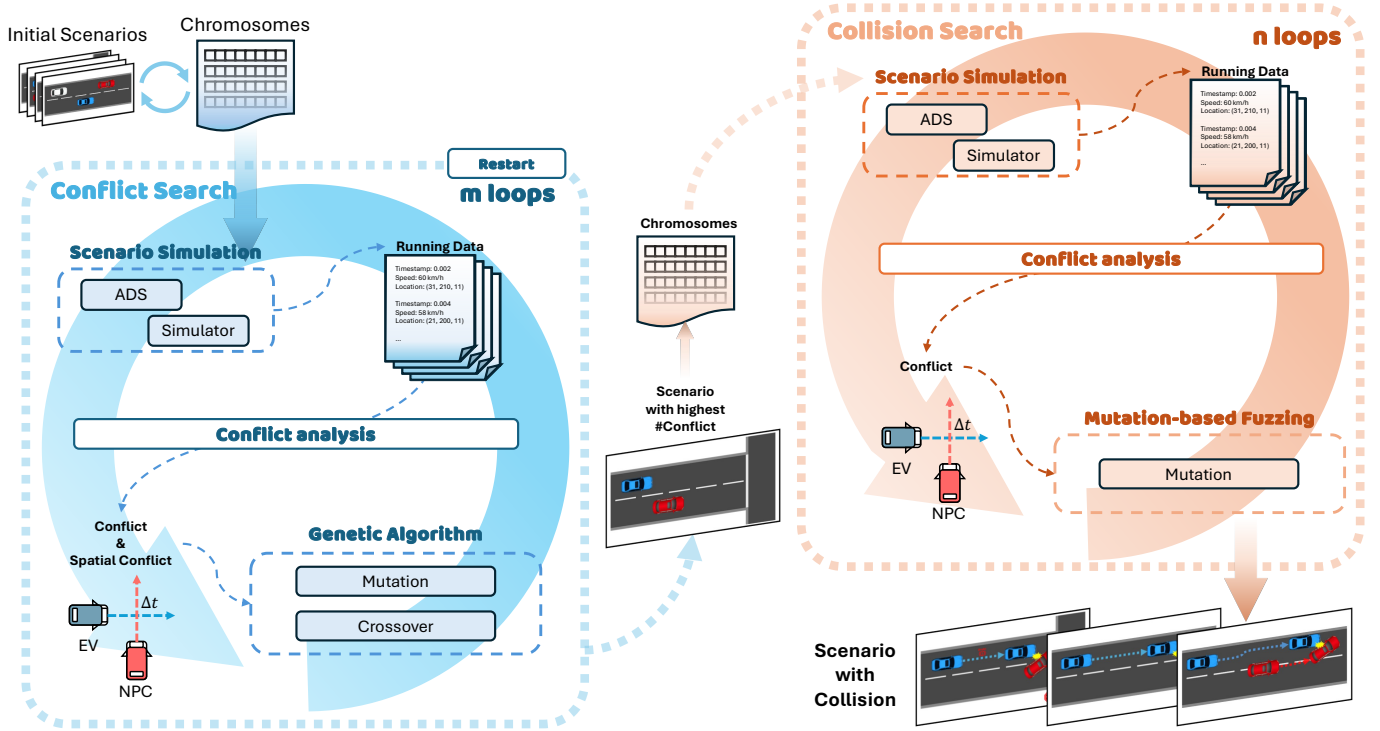 Initial Scenarios
Chromosomes
Restart
Conflict Search
m loops
Scenario Simulation
ADS
Simulator
Running Data
Timestamp: 0.002
Speed: 60 km/h
Location: (31, 210, 11)
Timestamp: 0.004
Speed: 58 km/h
Location: (21, 200, 11)
...
Conflict analysis
Conflict
&
Spatial Conflict
Δt
EV
NPC
Genetic Algorithm
Mutation
Crossover
Chromosomes
Scenario
with highest
#Conflict
Collision Search
n loops
Scenario Simulation
ADS
Simulator
Running Data
Timestamp: 0.002
Speed: 60 km/h
Location: (31, 210, 11)
Timestamp: 0.004
Speed: 58 km/h
Location: (21, 200, 11)
...
Conflict analysis
Conflict
Δt
EV
NPC
Mutation-based Fuzzing
Mutation
Scenario
with
Collision